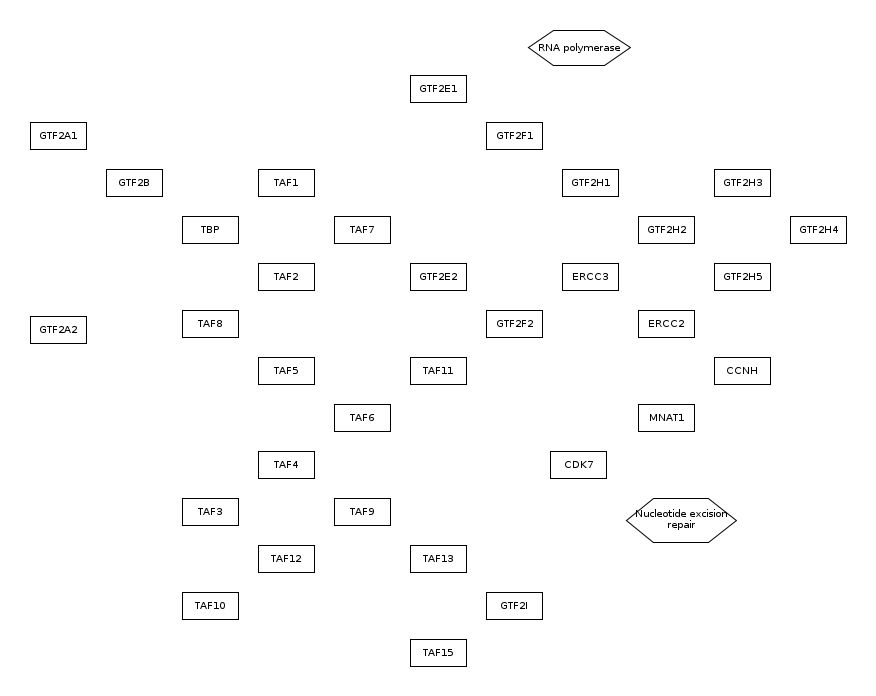 RNA polymerase
GTF2E1
GTF2A1
GTF2F1
GTF2B
TAF1
GTF2H1
GTF2H3
TBP
TAF7
GTF2H2
GTF2H4
TAF2
GTF2E2
ERCC3
GTF2H5
GTF2A2
TAF8
GTF2F2
ERCC2
TAF5
TAF11
CCNH
TAF6
MNAT1
TAF4
CDK7
TAF3
TAF9
Nucleotide excision
repair
TAF12
TAF13
TAF10
GTF2I
TAF15